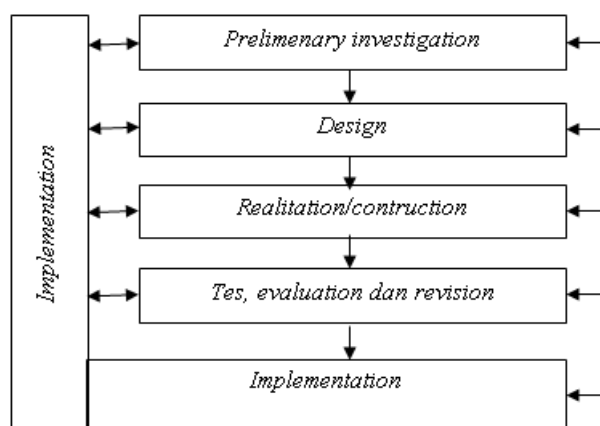 Implementation
Prelimenary investigation
Design
Realitation/contruction
Tes, evaluation dan revision
Implementation